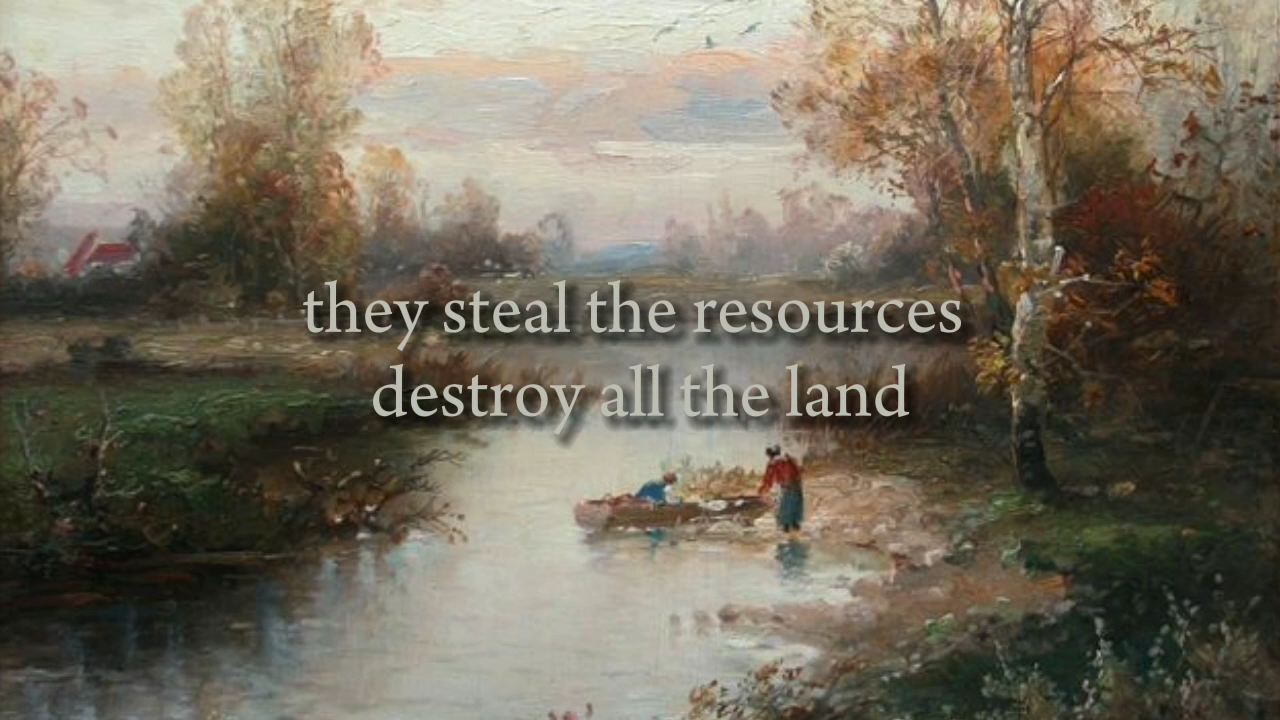 they steal the resources
destroy all the land